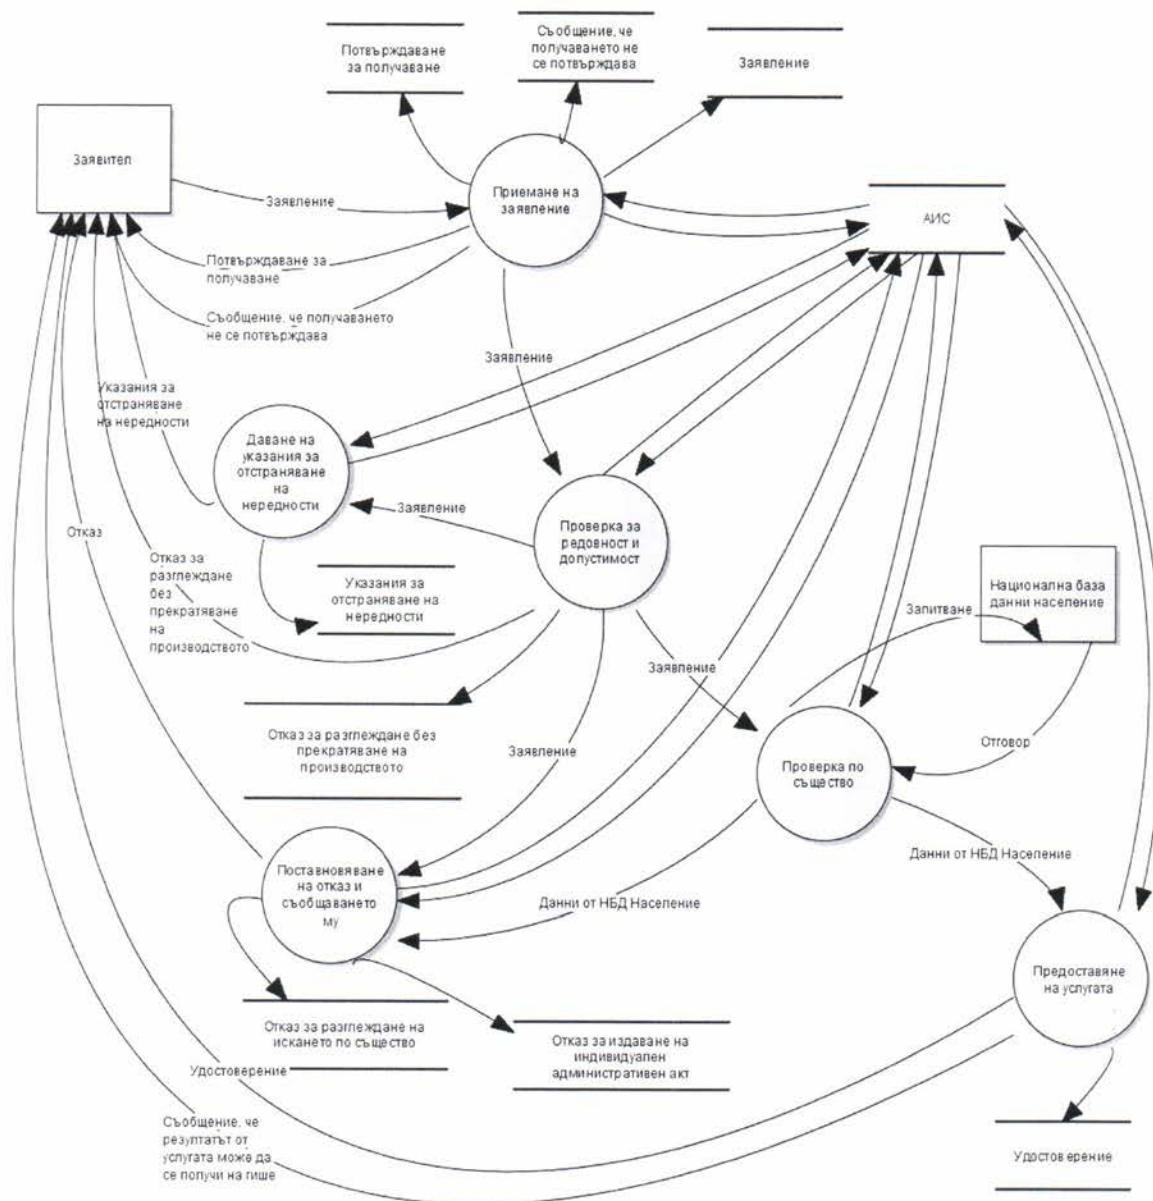 Потвърждаване
за получаване
Съобщение, че
получаването не
се потвърждава
Заявление
Заявител
Заявление
Приемане на
заявление
АИС
Потвърждаване за
получаване
Съобщение, че получаването
не се потвърждава
Заявление
Указания за
отстраняване
на нередности
Даване на
указания за
отстраняване
на
нередности
Заявление
Проверка за
редовност и
допустимост
Отказ
Отказ за
разглеждане
без
прекратяване
на
производството
Указания за
отстраняване на
нередности
Национална база
данни население
Запитване
Заявление
Отказ за разглеждане без
прекратяване на
производството
Заявление
Отговор
Проверка по
същество
Данни от НБД Население
Поставновяване
на отказ и
съобщаването
му
Данни от НБД Население
Предоставяне
на услугата
Отказ за разглеждане на
искането по същество
Отказ за издаване на
индивидуален
административен акт
Удостоверение
Съобщение, че
резултатът от
услугата може да
се получи на гише
Удостоверение